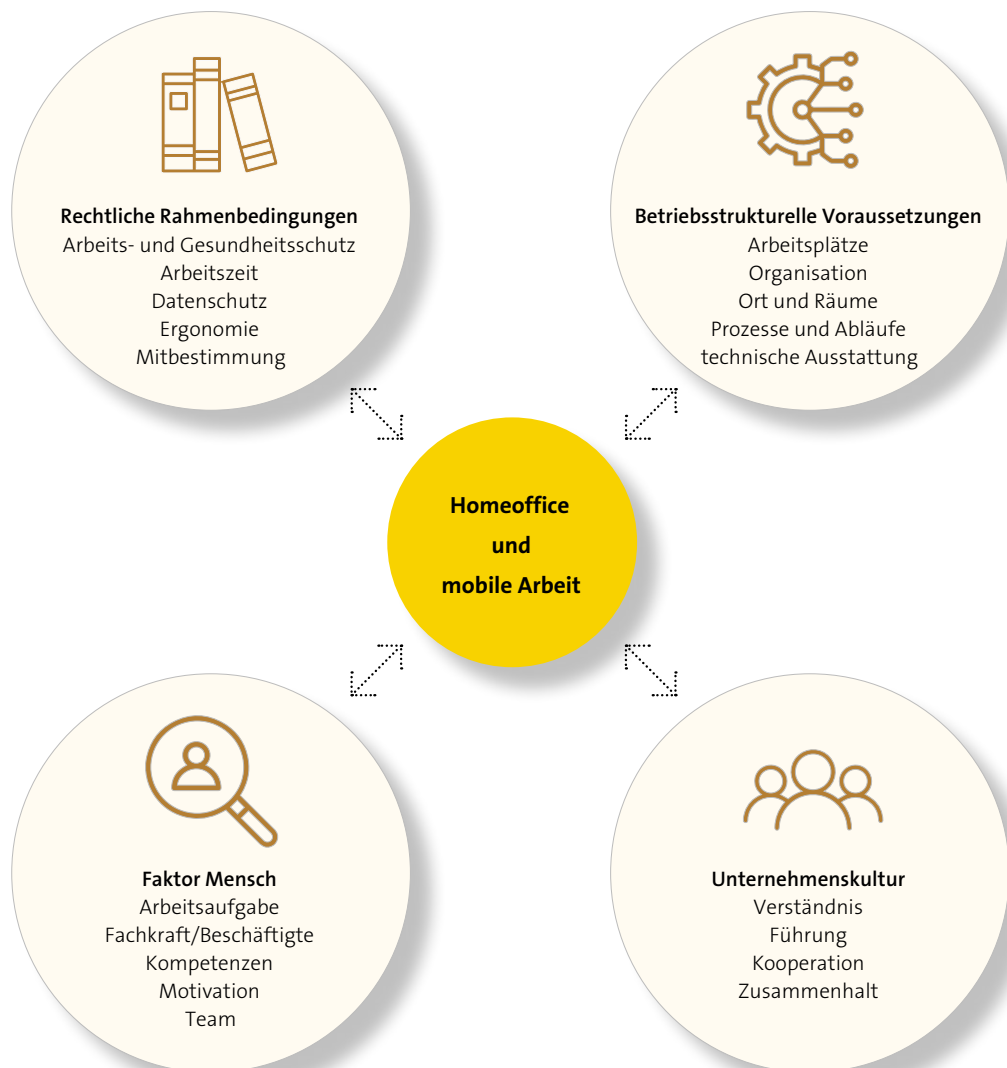 Rechtliche Rahmenbedingungen
Arbeits- und Gesundheitsschutz
Arbeitszeit
Datenschutz
Ergonomie
Mitbestimmung
Betriebsstrukturelle Voraussetzungen
Arbeitsplätze
Organisation
Ort und Räume
Prozesse und Abläufe
technische Ausstattung
Homeoffice
und
mobile Arbeit
Faktor Mensch
Arbeitsaufgabe
Fachkraft/Beschäftigte
Kompetenzen
Motivation
Team
Unternehmenskultur
Verständnis
Führung
Kooperation
Zusammenhalt